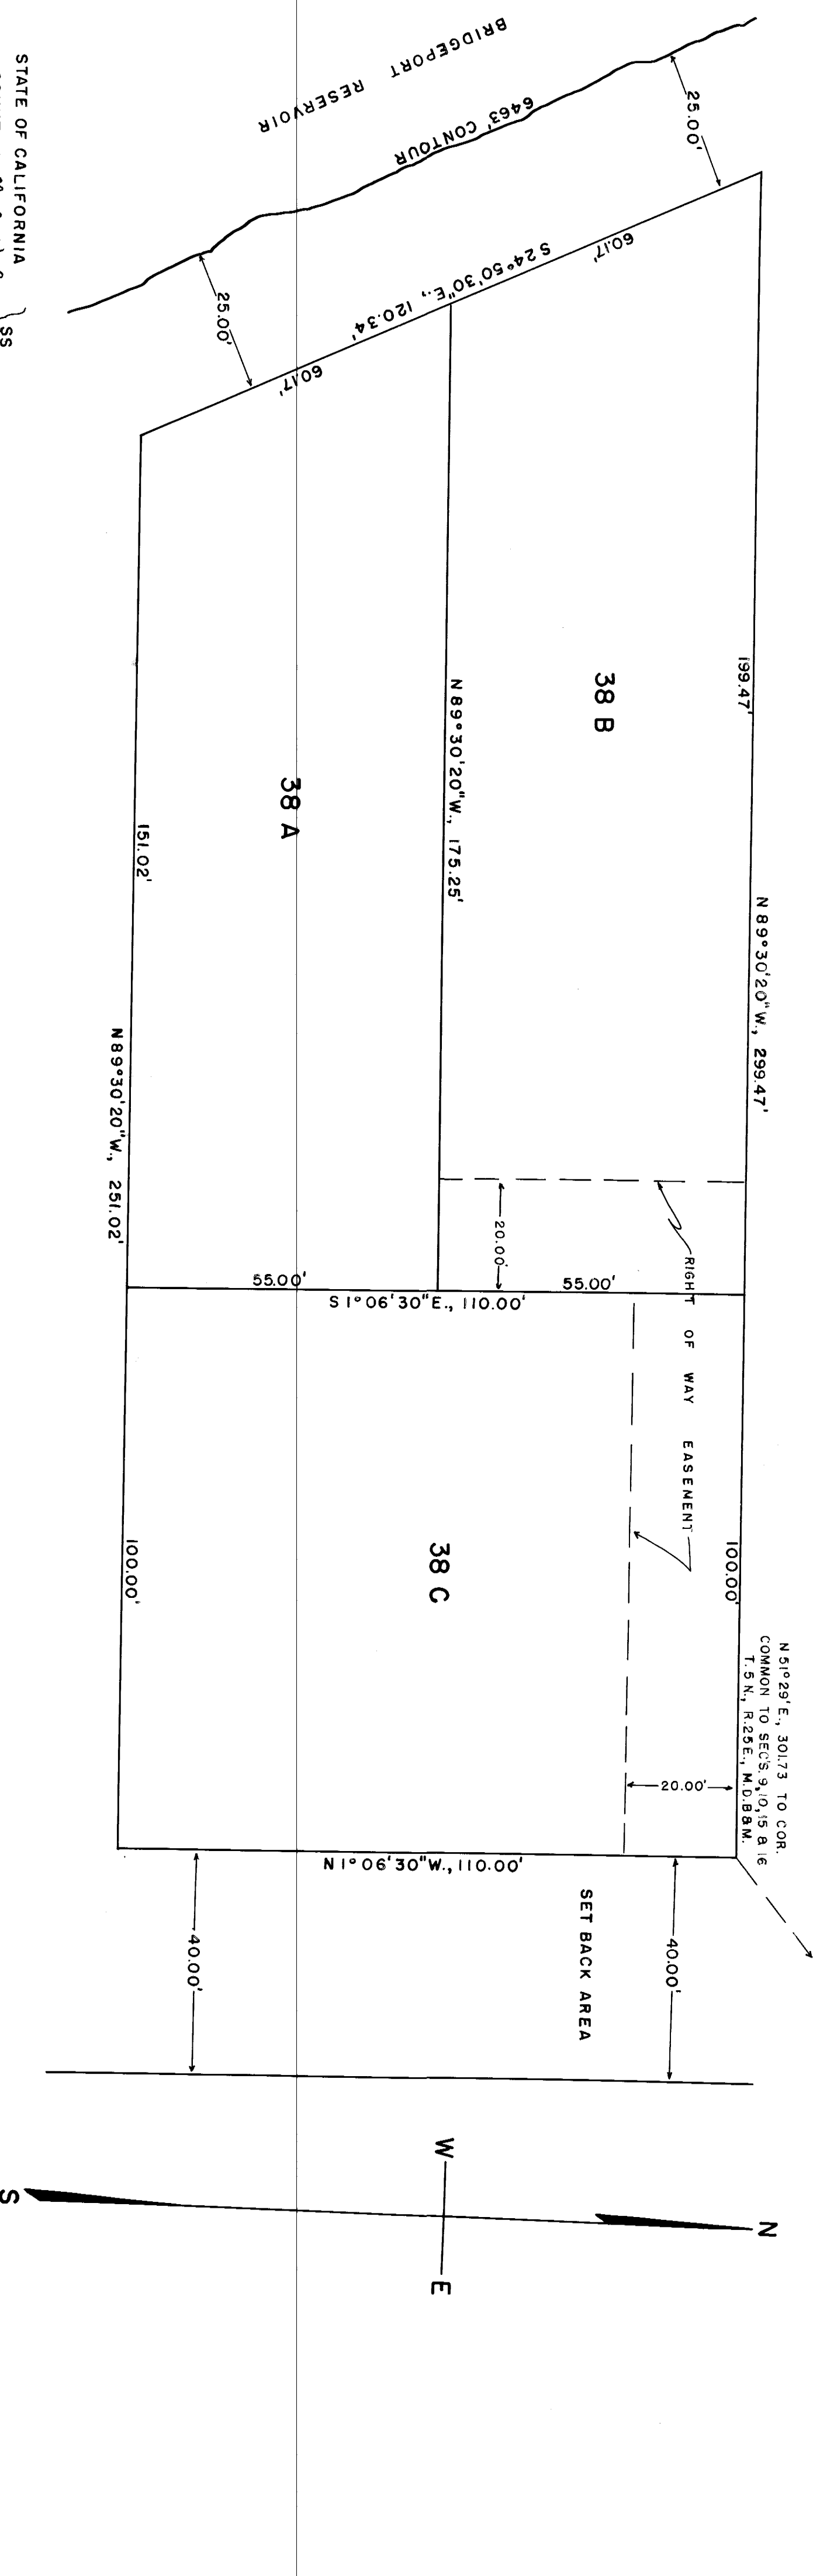 BRIDGEPORT RESERVOIR
6463' CONTOUR
25.00'
25.00'
60.17'
S 24° 50' 30" E., 120.34'
60.17'
199.47'
N 89° 30' 20" W., 299.47'
38 B
N 89° 30' 20" W., 175.25'
38 A
151.02'
N 89° 30' 20" W., 251.02'
20.00'
RIGHT OF WAY EASEMENT
55.00'
55.00'
S 1° 06' 30" E., 110.00'
38 C
100.00'
100.00'
20.00'
N 51° 29' E., 301.73 TO COR.
COMMON TO SEC'S. 9, 10, 15 & 16
T. 5 N., R. 25 E., M. D. B & M.
N 1° 06' 30" W., 110.00'
SET BACK AREA
40.00'
40.00'
N
W
E
S
STATE OF CALIFORNIA
SS